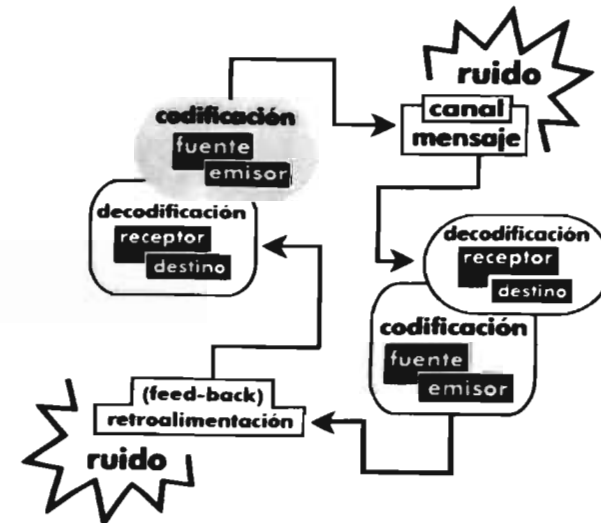 codificación
fuente
emisor
ruido
canal
mensaje
decodificación
receptor
destino
codificación
fuente
emisor
(feed-back)
retroalimentación
ruido
decodificación
receptor
destino